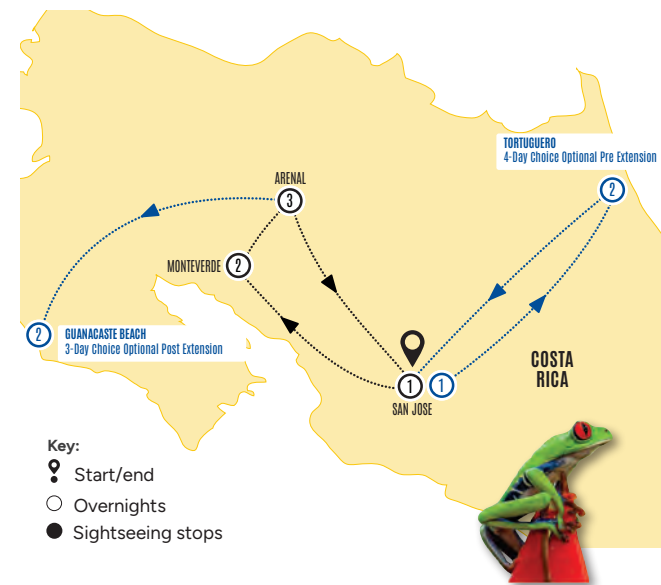 TORTUGUERO
4-Day Choice Optional Pre Extension
2
ARENAL
3
MONTEVERDE
2
2
GUANACASTE BEACH
3-Day Choice Optional Post Extension
COSTA
RICA
1
1
SAN JOSE
Key:
Start/end
Overnights
Sightseeing stops